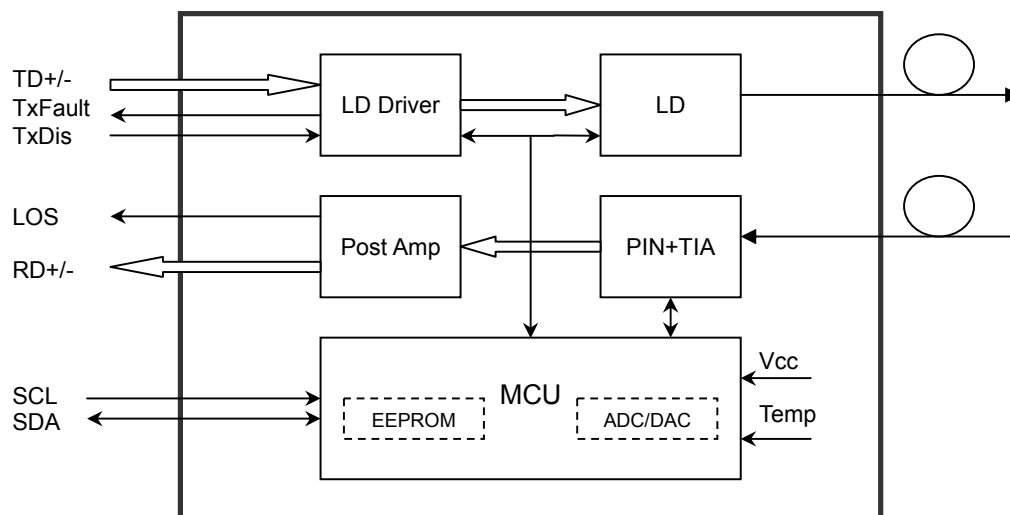 TD+/-
TxFault
TxDis
LD Driver
LD
LOS
RD+/-
Post Amp
PIN+TIA
SCL
SDA
MCU
EEPROM
ADC/DAC
Vcc
Temp